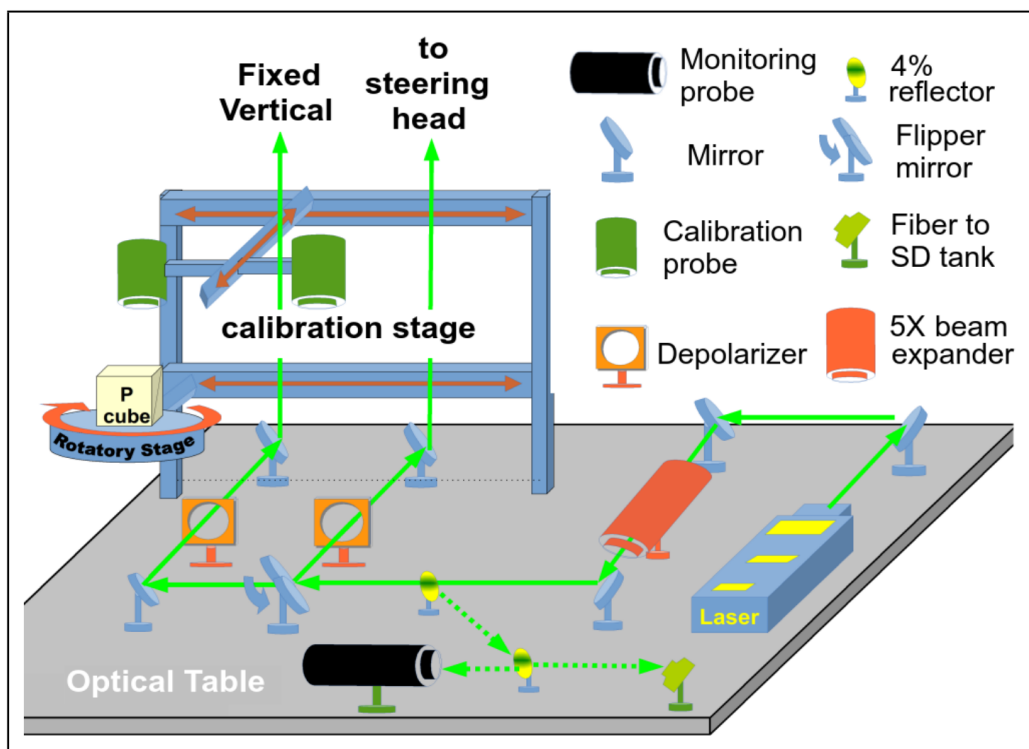 Fixed
Vertical
to
steering
head
Monitoring
probe
4%
reflector
Mirror
Flipper
mirror
Calibration
probe
Fiber to
SD tank
Depolarizer
5X beam
expander
calibration stage
P
cube
Rotatory Stage
Laser
Optical Table